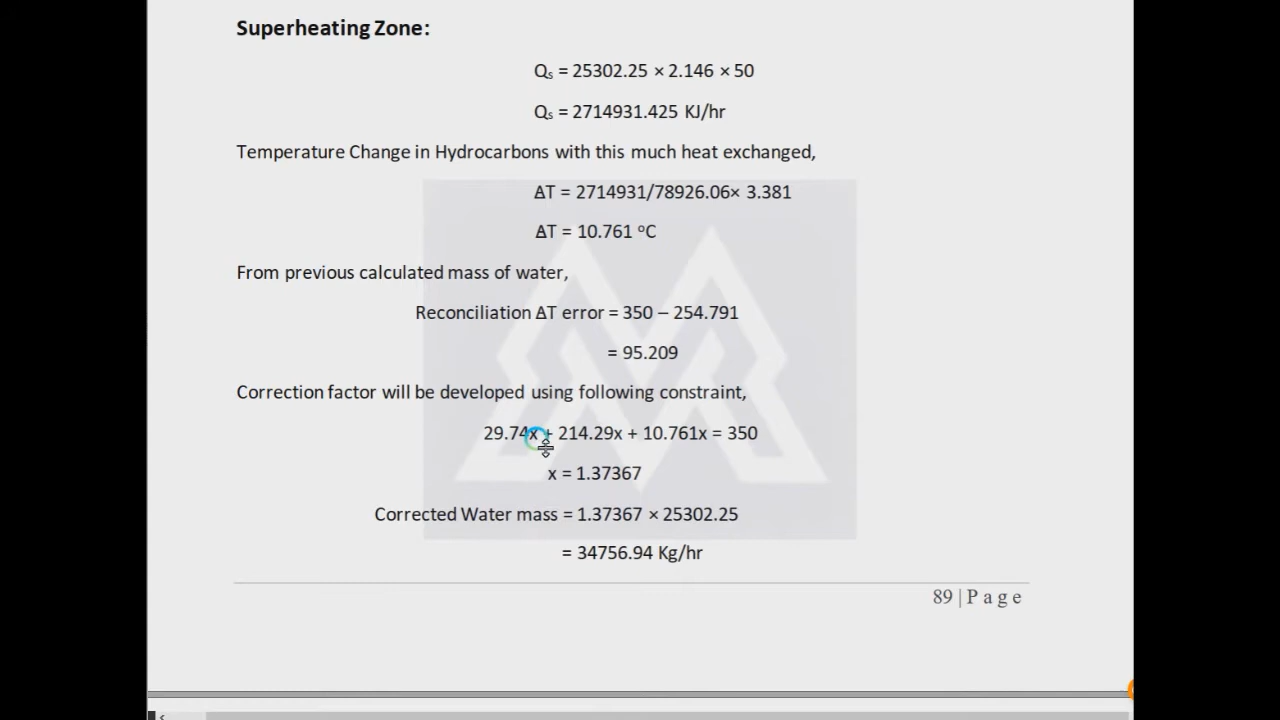 Superheating Zone:
Qs = 25302.25 × 2.146 × 50
Qs = 2714931.425 KJ/hr
Temperature Change in Hydrocarbons with this much heat exchanged,
ΔT = 2714931/78926.06× 3.381
ΔT = 10.761 ᵒC
From previous calculated mass of water,
Reconciliation ΔT error = 350 – 254.791
= 95.209
Correction factor will be developed using following constraint,
29.74x + 214.29x + 10.761x = 350
x = 1.37367
Corrected Water mass = 1.37367 × 25302.25
= 34756.94 Kg/hr
89 | P a g e